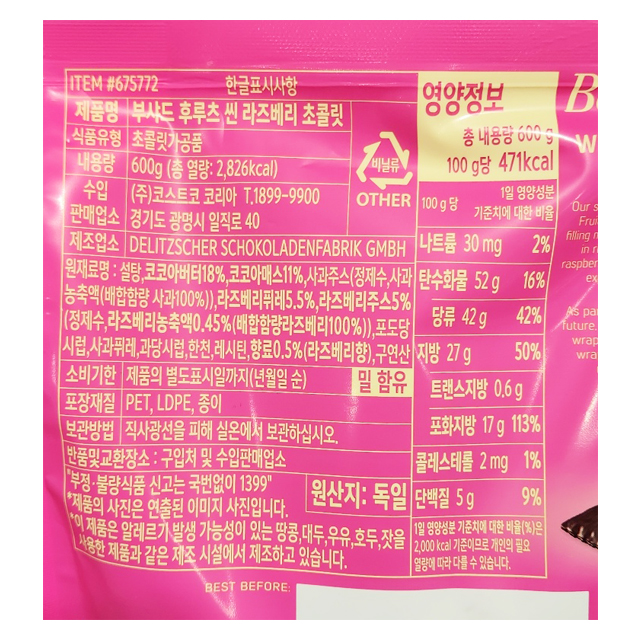 ITEM #675772 한글표시사항
제품명 부샤드 후루츠 씬 라즈베리 초콜릿
식품유형 초콜릿가공품
내용량 600g (총 열량: 2,826kcal)
수입판매업소 (주)코스트코 코리아 T.1899-9900
경기도 광명시 일직로 40
비닐류
OTHER
제조업소 DELITZSCHER SCHOKOLADENFABRIK GMBH
원재료명 : 설탕,코코아버터18%,코코아매스11%,사과주스(정제수,사과
농축액(배합함량 사과100%)),라즈베리퓨레5.5%,라즈베리주스5%
(정제수,라즈베리농축액0.45%(배합함량라즈베리100%)),포도당
시럽,사과퓨레,과당시럽,한천,레시틴,향료0.5%(라즈베리향),구연산
밀 함유
소비기한 제품의 별도표시일까지(년월일 순)
포장재질 PET, LDPE, 종이
보관방법 직사광선을 피해 실온에서 보관하십시오.
반품및교환장소 : 구입처 및 수입판매업소
"부정·불량식품 신고는 국번없이 1399"
*제품의 사진은 연출된 이미지 사진입니다.
원산지: 독일
*이 제품은 알레르기 발생 가능성이 있는 땅콩,대두,우유,호두,잣을
사용한 제품과 같은 제조 시설에서 제조하고 있습니다.
BEST BEFORE:
영양정보
총 내용량 600 g
100 g당 471kcal
100 g 당 1일 영양성분
기준치에 대한 비율
나트륨 30 mg 2%
탄수화물 52 g 16%
당류 42 g 42%
지방 27 g 50%
트랜스지방 0.6 g
포화지방 17 g 113%
콜레스테롤 2 mg 1%
단백질 5 g 9%
1일 영양성분 기준치에 대한 비율(%)은
2,000 kcal 기준이므로 개인의 필요
열량에 따라 다를 수 있습니다.
Our s
Frui
filling
in r
raspber
As pa
future.
wrap
wra